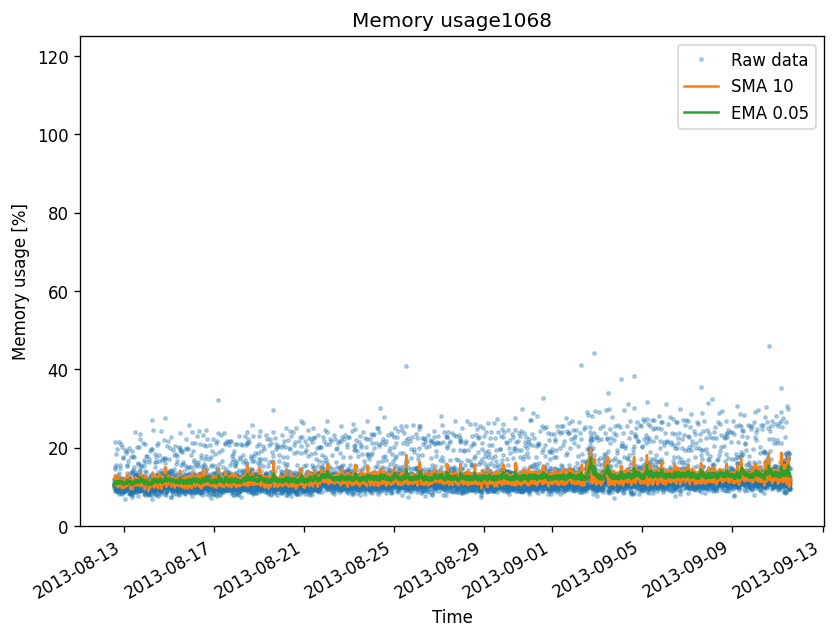 Memory usage1068
Raw data
SMA 10
EMA 0.05
Memory usage [%]
120
100
80
60
40
20
0
2013-08-13
2013-08-17
2013-08-21
2013-08-25
2013-08-29
2013-09-01
2013-09-05
2013-09-09
2013-09-13
Time